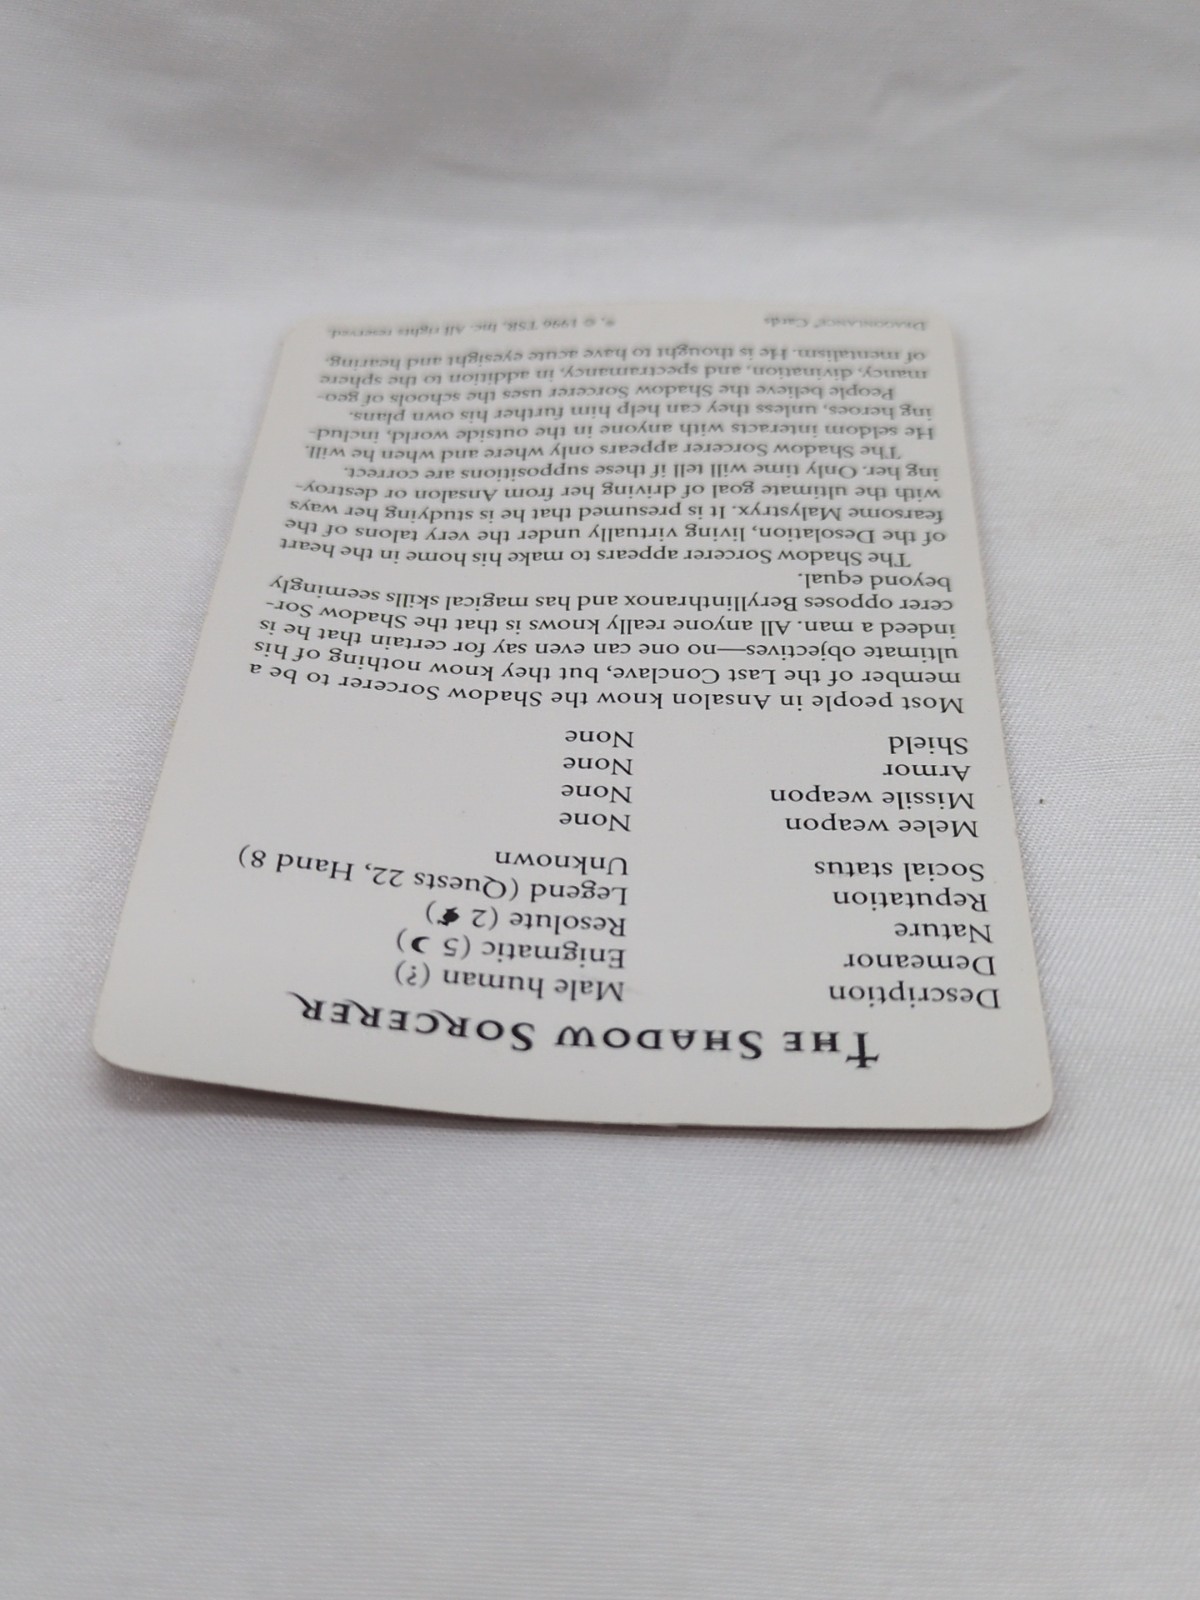 THE SHADOW SORCERER
Description Male human (?)
Demeanor Enigmatic (5 ☽)
Nature Resolute (2 )
Reputation Legend (Quests 22, Hand 8)
Social status Unknown
Melee weapon None
Missile weapon None
Armor None
Shield None
Most people in Ansalon know the Shadow Sorcerer to be a
member of the Last Conclave, but they know nothing of his
ultimate objectives—no one can even say for certain that he is
indeed a man. All anyone really knows is that the Shadow Sor-
cerer opposes Beryllinthranox and has magical skills seemingly
beyond equal.
The Shadow Sorcerer appears to make his home in the heart
of the Desolation, living virtually under the very talons of the
fearsome Malystryx. It is presumed that he is studying her ways
with the ultimate goal of driving her from Ansalon or destroy-
ing her. Only time will tell if these suppositions are correct.
The Shadow Sorcerer appears only where and when he will.
He seldom interacts with anyone in the outside world, includ-
ing heroes, unless they can help him further his own plans.
People believe the Shadow Sorcerer uses the schools of geo-
mancy, divination, and spectramancy, in addition to the sphere
of mentalism. He is thought to have acute eyesight and hearing.
DRAGONLANCE® Cards © 1996 TSR, Inc. All rights reserved.